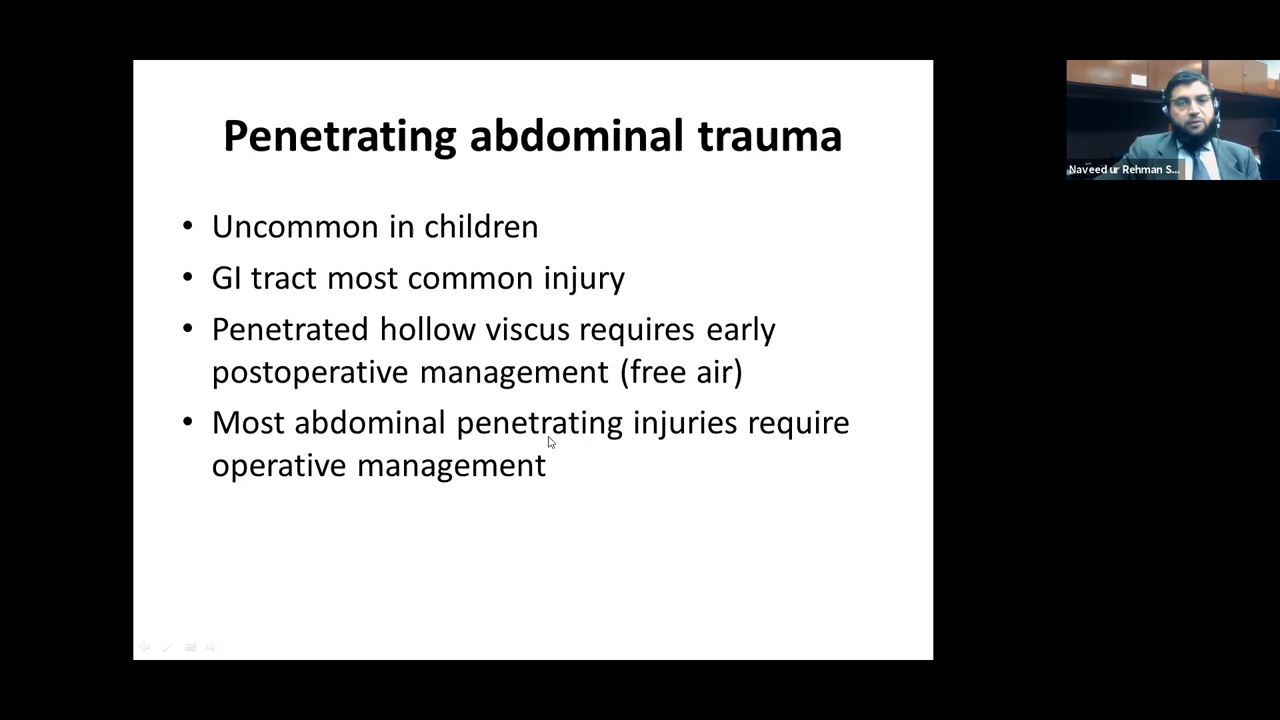 Penetrating abdominal trauma
• Uncommon in children
• GI tract most common injury
• Penetrated hollow viscus requires early
postoperative management (free air)
• Most abdominal penetrating injuries require
operative management
Naveed ur Rehman S...